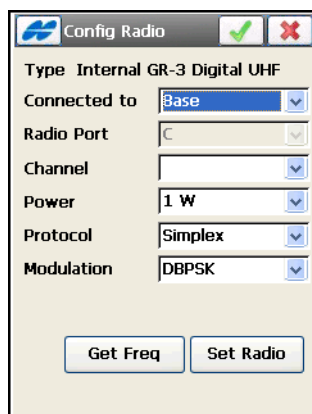 Config Radio
Type Internal GR-3 Digital UHF
Connected to Base
Radio Port C
Channel
Power 1 W
Protocol Simplex
Modulation DBPSK
Get Freq Set Radio